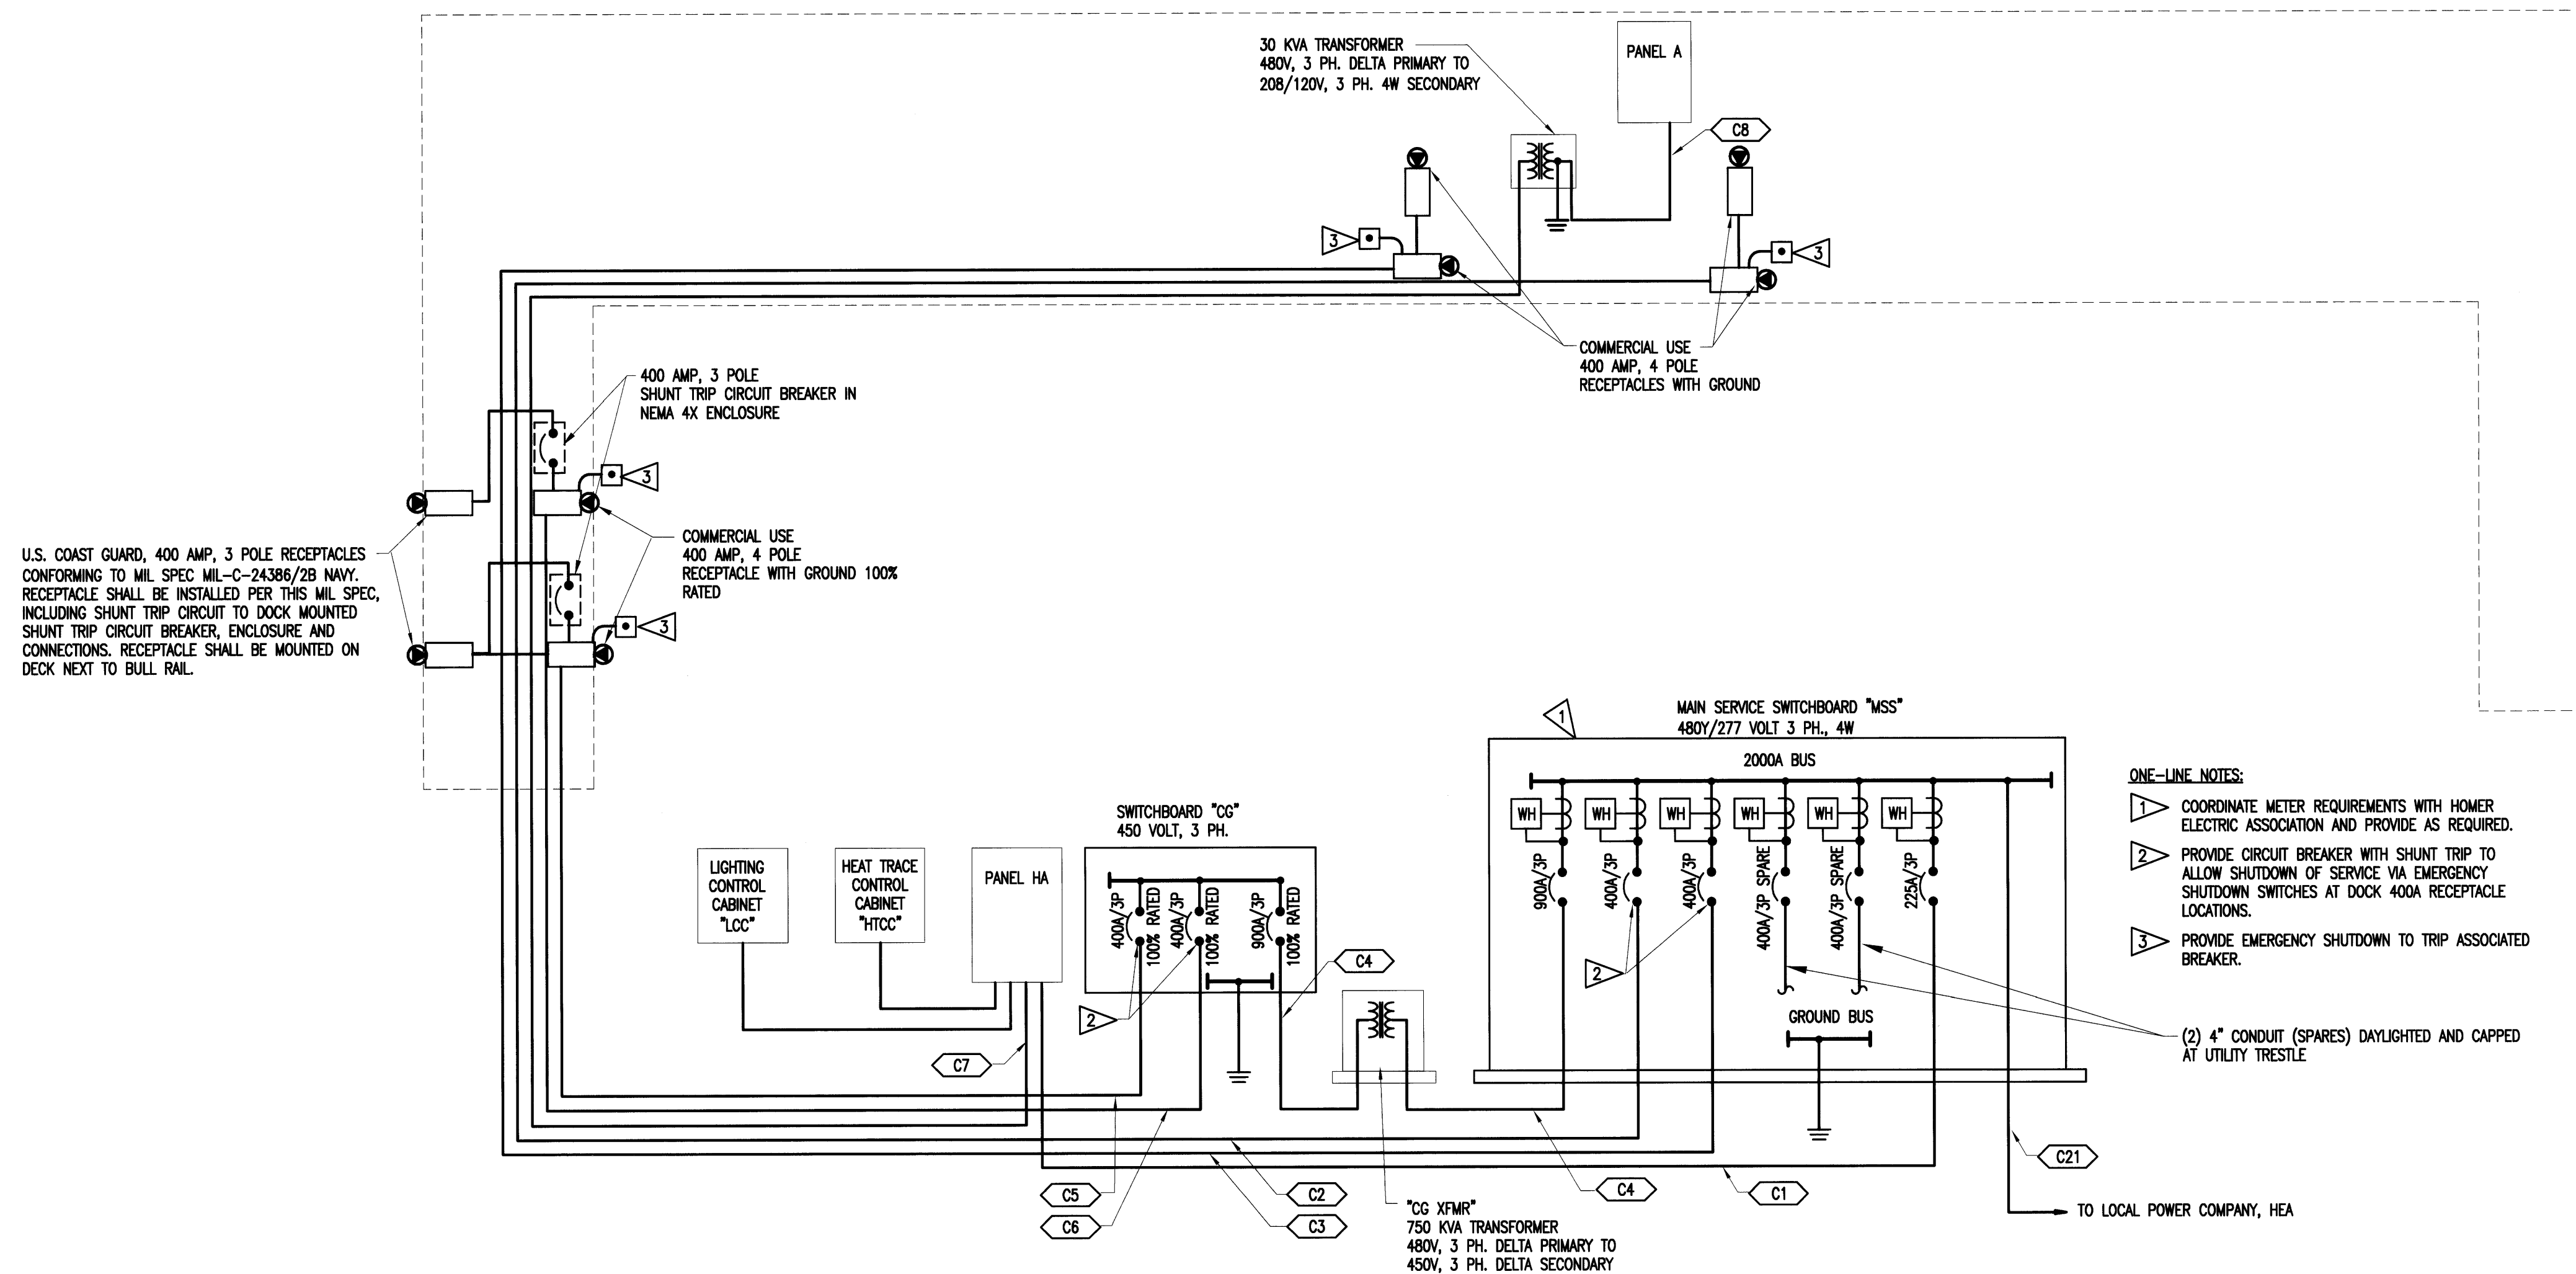 30 KVA TRANSFORMER
480V, 3 PH. DELTA PRIMARY TO
208/120V, 3 PH. 4W SECONDARY
PANEL A
C8
3
3
COMMERCIAL USE
400 AMP, 4 POLE
RECEPTACLES WITH GROUND
400 AMP, 3 POLE
SHUNT TRIP CIRCUIT BREAKER IN
NEMA 4X ENCLOSURE
3
COMMERCIAL USE
400 AMP, 4 POLE
RECEPTACLE WITH GROUND 100%
RATED
3
U.S. COAST GUARD, 400 AMP, 3 POLE RECEPTACLES
CONFORMING TO MIL SPEC MIL-C-24386/2B NAVY.
RECEPTACLE SHALL BE INSTALLED PER THIS MIL SPEC,
INCLUDING SHUNT TRIP CIRCUIT TO DOCK MOUNTED
SHUNT TRIP CIRCUIT BREAKER, ENCLOSURE AND
CONNECTIONS. RECEPTACLE SHALL BE MOUNTED ON
DECK NEXT TO BULL RAIL.
LIGHTING
CONTROL
CABINET
"LCC"
HEAT TRACE
CONTROL
CABINET
"HTCC"
PANEL HA
SWITCHBOARD "CG"
450 VOLT, 3 PH.
400A/3P
100% RATED
400A/3P
100% RATED
900A/3P
100% RATED
2
C4
C7
1
MAIN SERVICE SWITCHBOARD "MSS"
480Y/277 VOLT 3 PH., 4W
2000A BUS
WH
WH
WH
WH
WH
WH
900A/3P
400A/3P
400A/3P
400A/3P SPARE
400A/3P SPARE
225A/3P
2
GROUND BUS
ONE-LINE NOTES:
1 COORDINATE METER REQUIREMENTS WITH HOMER
ELECTRIC ASSOCIATION AND PROVIDE AS REQUIRED.
2 PROVIDE CIRCUIT BREAKER WITH SHUNT TRIP TO
ALLOW SHUTDOWN OF SERVICE VIA EMERGENCY
SHUTDOWN SWITCHES AT DOCK 400A RECEPTACLE
LOCATIONS.
3 PROVIDE EMERGENCY SHUTDOWN TO TRIP ASSOCIATED
BREAKER.
(2) 4" CONDUIT (SPARES) DAYLIGHTED AND CAPPED
AT UTILITY TRESTLE
C5
C6
C2
C3
C4
C1
C21
"CG XFMR"
750 KVA TRANSFORMER
480V, 3 PH. DELTA PRIMARY TO
450V, 3 PH. DELTA SECONDARY
TO LOCAL POWER COMPANY, HEA